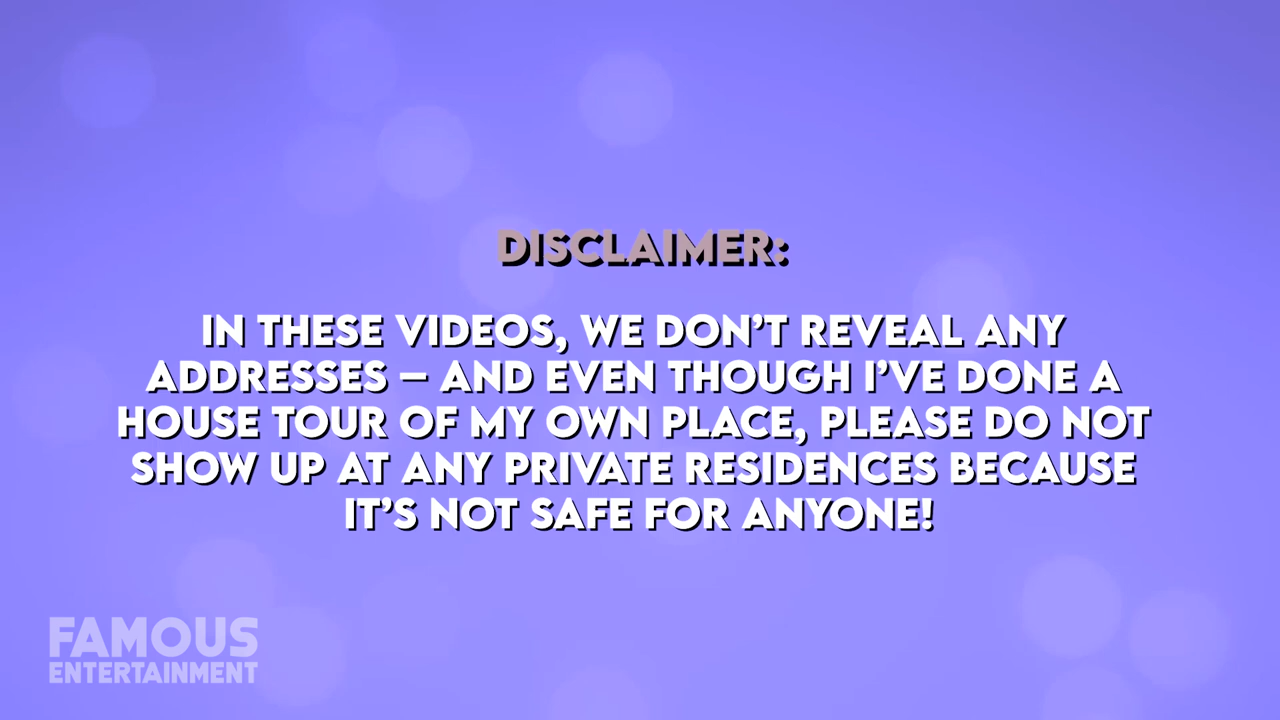 DISCLAIMER:
IN THESE VIDEOS, WE DON’T REVEAL ANY
ADDRESSES – AND EVEN THOUGH I’VE DONE A
HOUSE TOUR OF MY OWN PLACE, PLEASE DO NOT
SHOW UP AT ANY PRIVATE RESIDENCES BECAUSE
IT’S NOT SAFE FOR ANYONE!
FAMOUS
ENTERTAINMENT